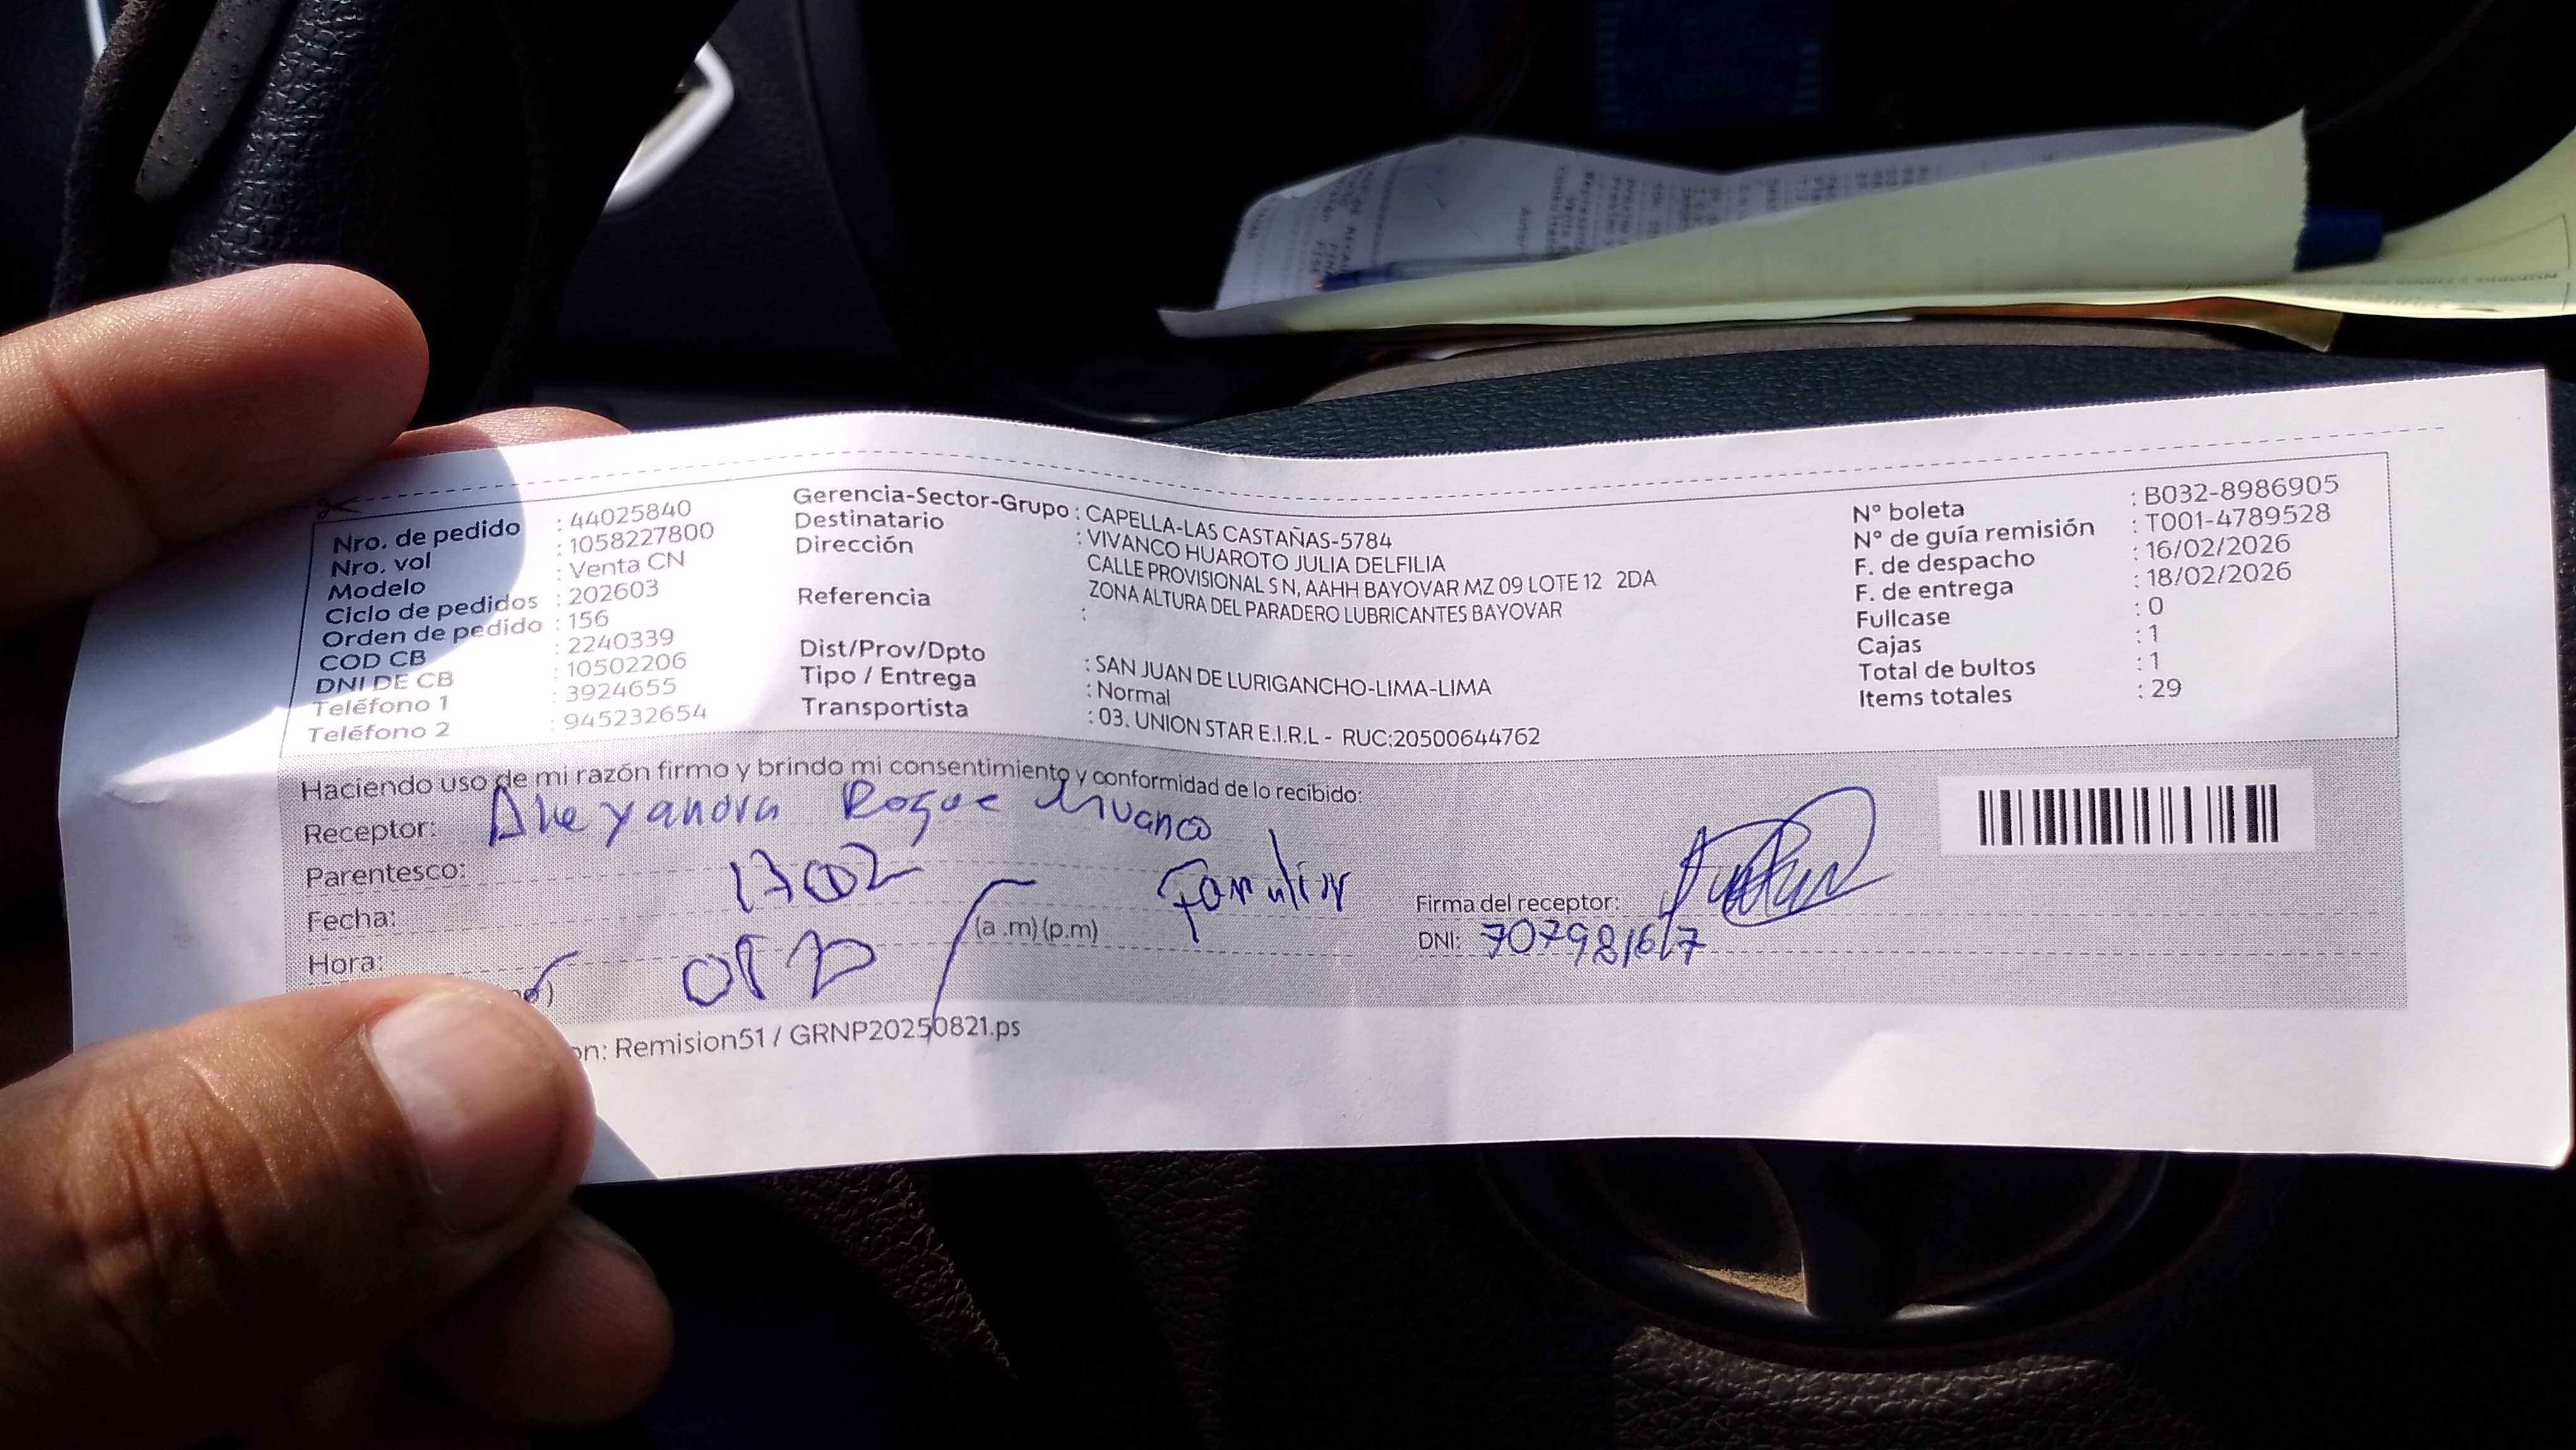 Nro. de pedido : 44025840
Nro. vol : 1058227800
Modelo : Venta CN
Ciclo de pedidos : 202603
Orden de pedido : 156
COD CB : 2240339
DNI DE CB : 10502206
Teléfono 1 : 3924655
Teléfono 2 : 945232654
Gerencia-Sector-Grupo : CAPELLA-LAS CASTAÑAS-5784
Destinatario : VIVANCO HUAROTO JULIA DELFILIA
Dirección : CALLE PROVISIONAL S N, AAHH BAYOVAR MZ 09 LOTE 12 2DA
ZONA ALTURA DEL PARADERO LUBRICANTES BAYOVAR
Referencia :
Dist/Prov/Dpto : SAN JUAN DE LURIGANCHO-LIMA-LIMA
Tipo / Entrega : Normal
Transportista : 03. UNION STAR E.I.R.L - RUC:20500644762
N° boleta : B032-8986905
N° de guía remisión : T001-4789528
F. de despacho : 16/02/2026
F. de entrega : 18/02/2026
Fullcase : 0
Cajas : 1
Total de bultos : 1
Items totales : 29
Haciendo uso de mi razón firmo y brindo mi consentimiento y conformidad de lo recibido:
Receptor: Roque
Parentesco:
Fecha:
Hora: (a .m) (p.m)
Firma del receptor:
DNI: 70798167
on: Remision51 / GRNP20250821.ps